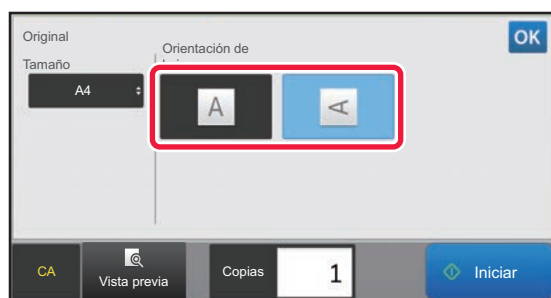 Original
Orientación de
Tamaño
A4
A
A
OK
CA
Vista previa
Copias
1
Iniciar